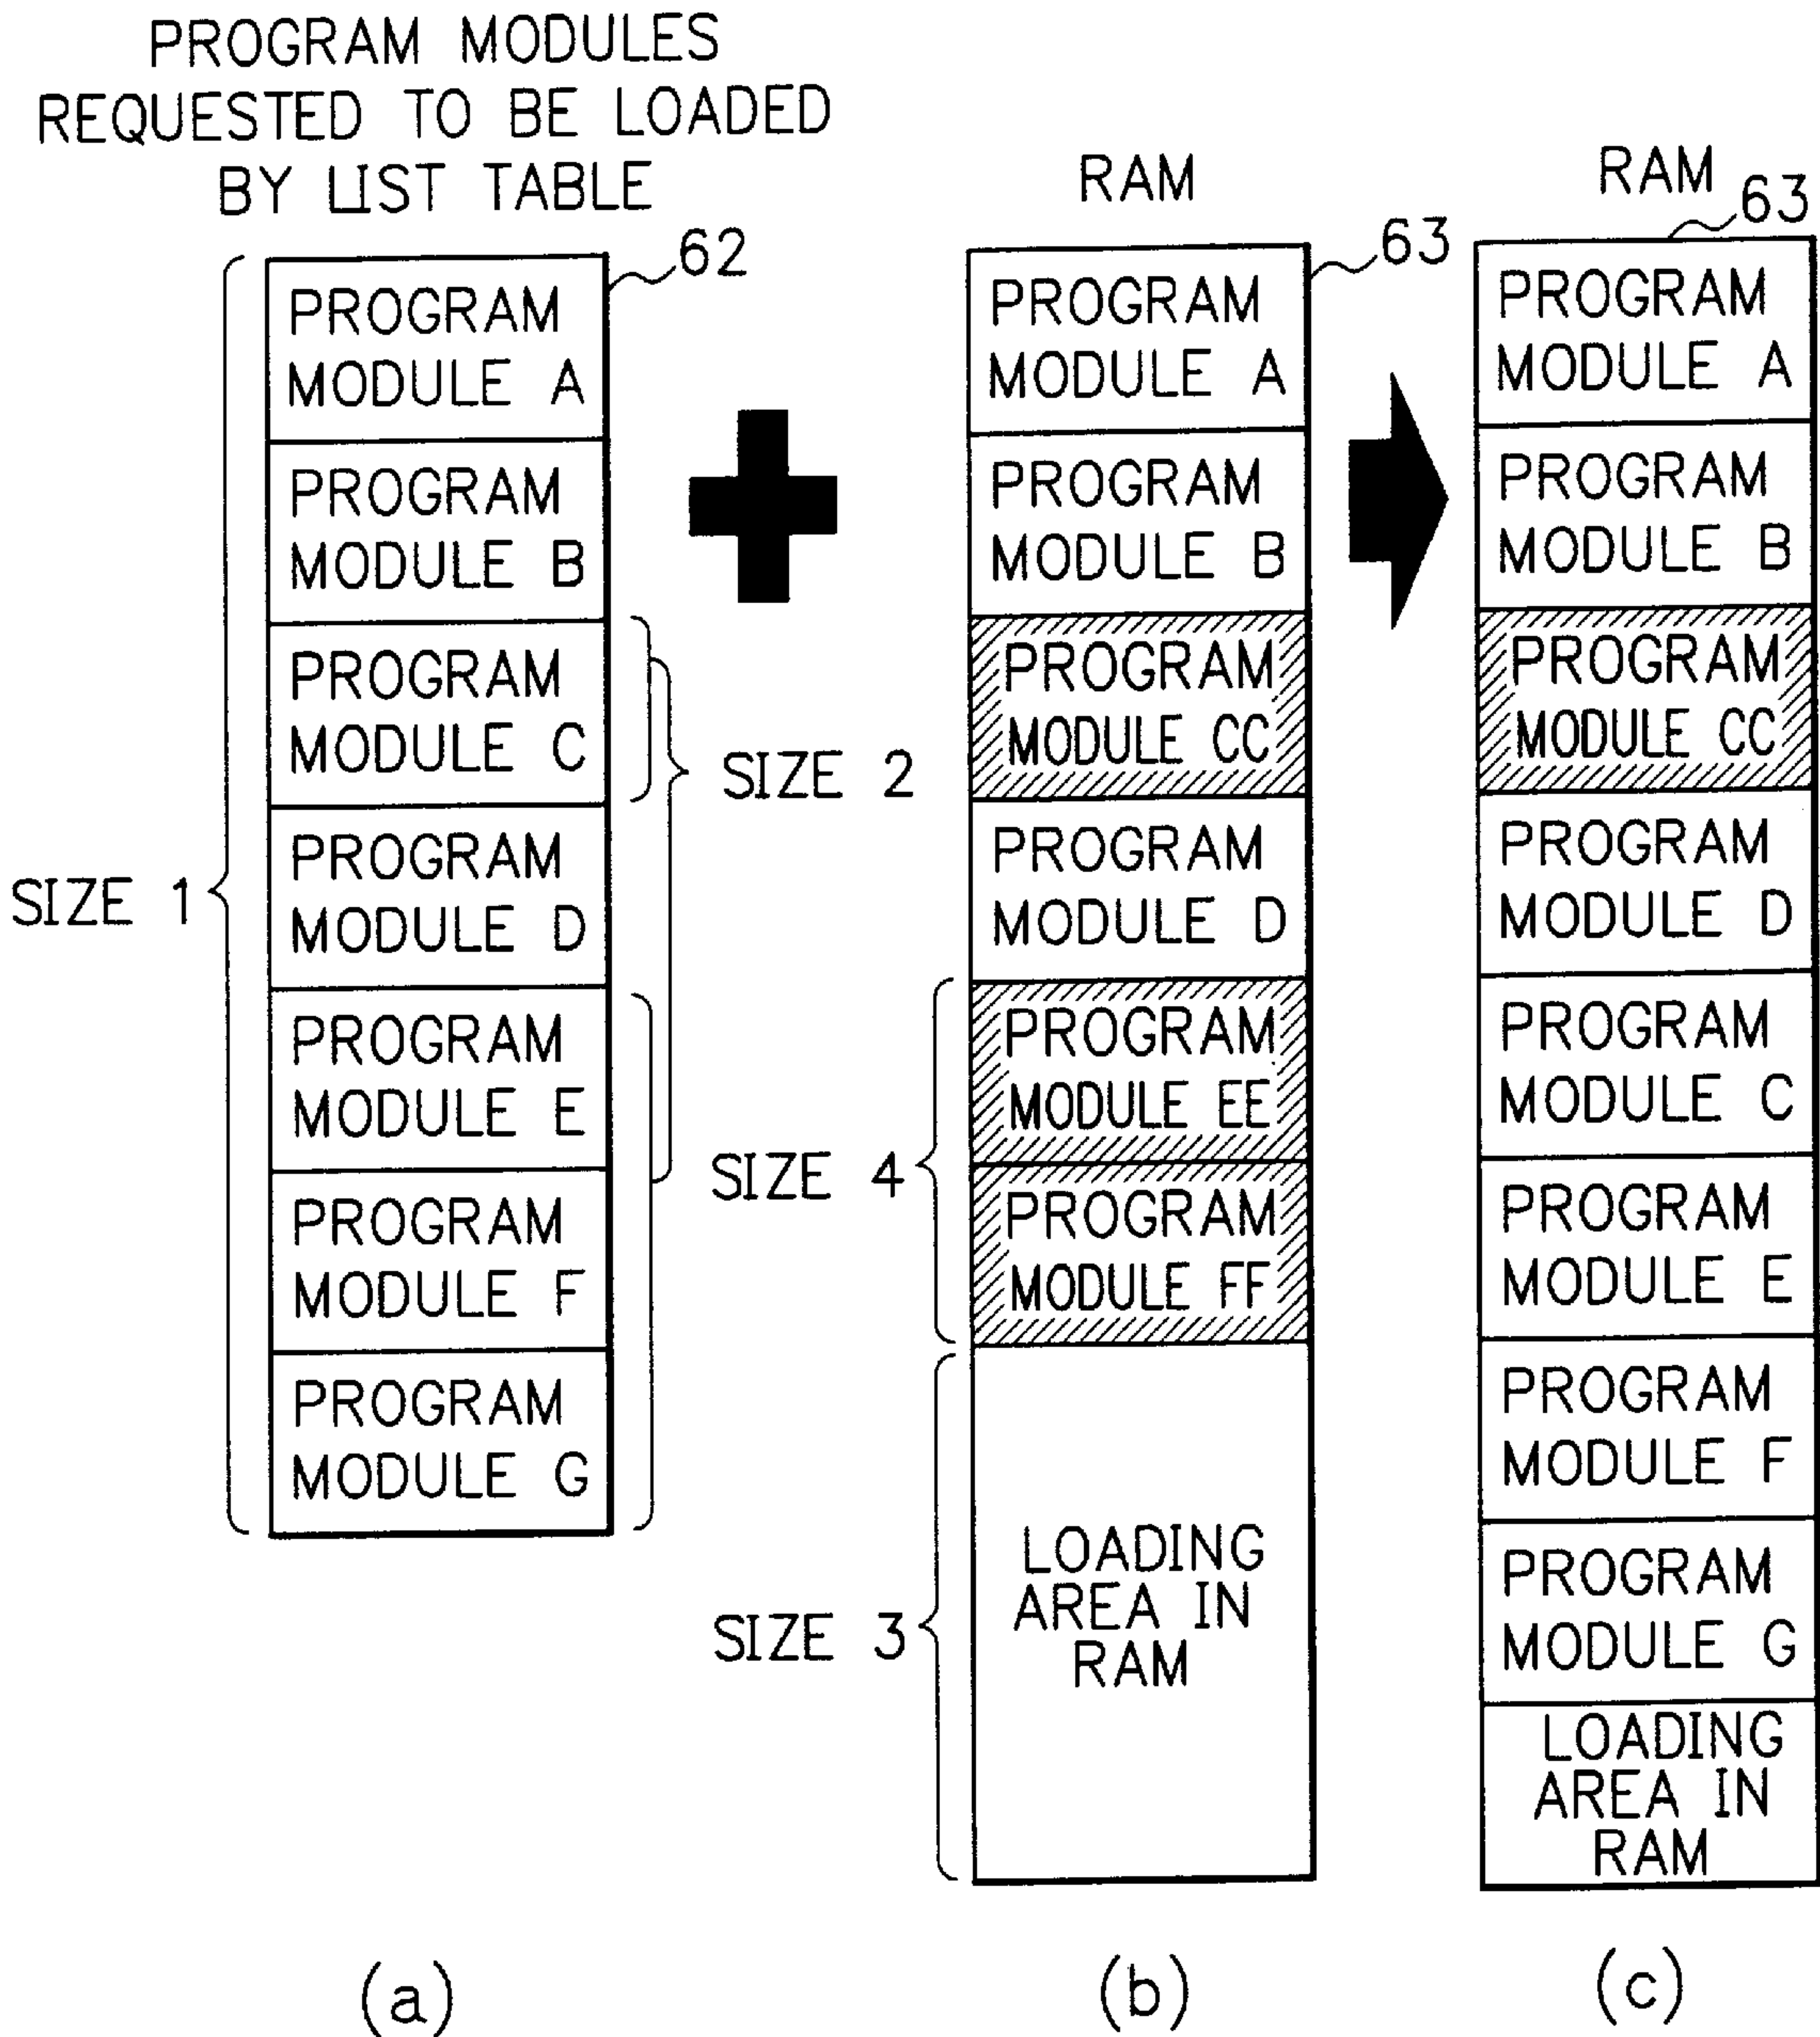 PROGRAM MODULES
REQUESTED TO BE LOADED
BY LIST TABLE
62
PROGRAM
MODULE A
PROGRAM
MODULE B
PROGRAM
MODULE C
PROGRAM
MODULE D
PROGRAM
MODULE E
PROGRAM
MODULE F
PROGRAM
MODULE G
SIZE 1
SIZE 2
(a)
RAM
63
PROGRAM
MODULE A
PROGRAM
MODULE B
PROGRAM
MODULE CC
PROGRAM
MODULE D
PROGRAM
MODULE EE
PROGRAM
MODULE FF
SIZE 4
LOADING
AREA IN
RAM
SIZE 3
(b)
RAM
63
PROGRAM
MODULE A
PROGRAM
MODULE B
PROGRAM
MODULE CC
PROGRAM
MODULE D
PROGRAM
MODULE C
PROGRAM
MODULE E
PROGRAM
MODULE F
PROGRAM
MODULE G
LOADING
AREA IN
RAM
(c)